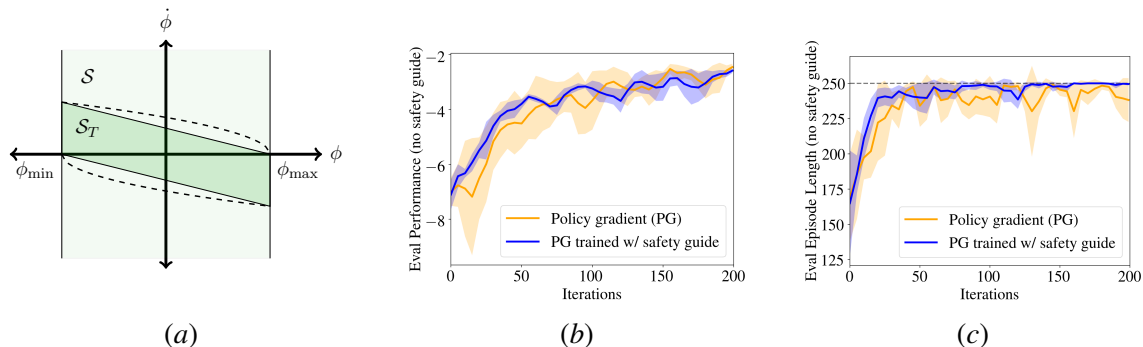 ϕ̇
S
S_T
ϕ
ϕ_min
ϕ_max
(a)
Eval Performance (no safety guide)
−2
−4
−6
−8
Policy gradient (PG)
PG trained w/ safety guide
0 50 100 150 200
Iterations
(b)
Eval Episode Length (no safety guide)
250
225
200
175
150
125
Policy gradient (PG)
PG trained w/ safety guide
0 50 100 150 200
Iterations
(c)